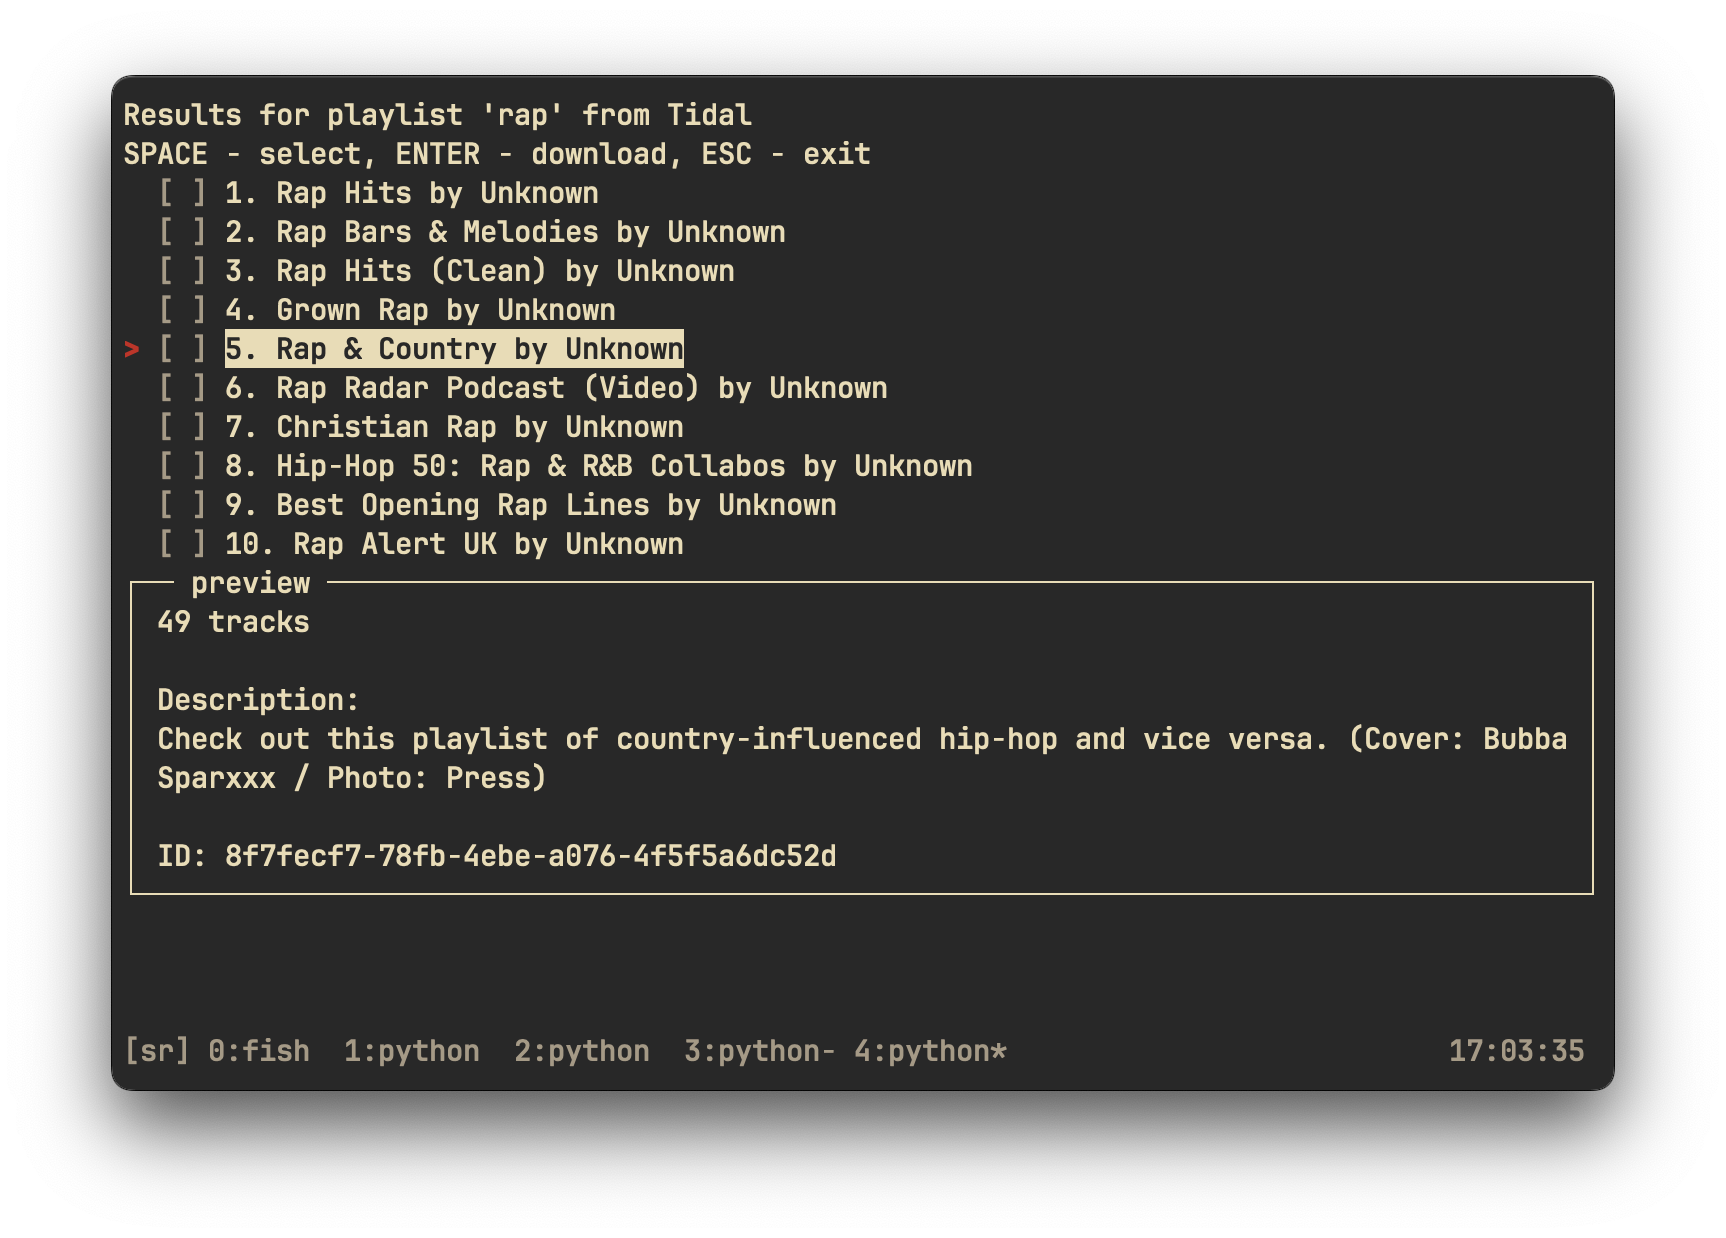 Results for playlist 'rap' from Tidal
SPACE - select, ENTER - download, ESC - exit
[ ] 1. Rap Hits by Unknown
[ ] 2. Rap Bars & Melodies by Unknown
[ ] 3. Rap Hits (Clean) by Unknown
[ ] 4. Grown Rap by Unknown
> [ ] 5. Rap & Country by Unknown
[ ] 6. Rap Radar Podcast (Video) by Unknown
[ ] 7. Christian Rap by Unknown
[ ] 8. Hip-Hop 50: Rap & R&B Collabos by Unknown
[ ] 9. Best Opening Rap Lines by Unknown
[ ] 10. Rap Alert UK by Unknown
preview
49 tracks
Description:
Check out this playlist of country-influenced hip-hop and vice versa. (Cover: Bubba
Sparxxx / Photo: Press)
ID: 8f7fecf7-78fb-4ebe-a076-4f5f5a6dc52d
[sr] 0:fish  1:python  2:python  3:python- 4:python* 17:03:35